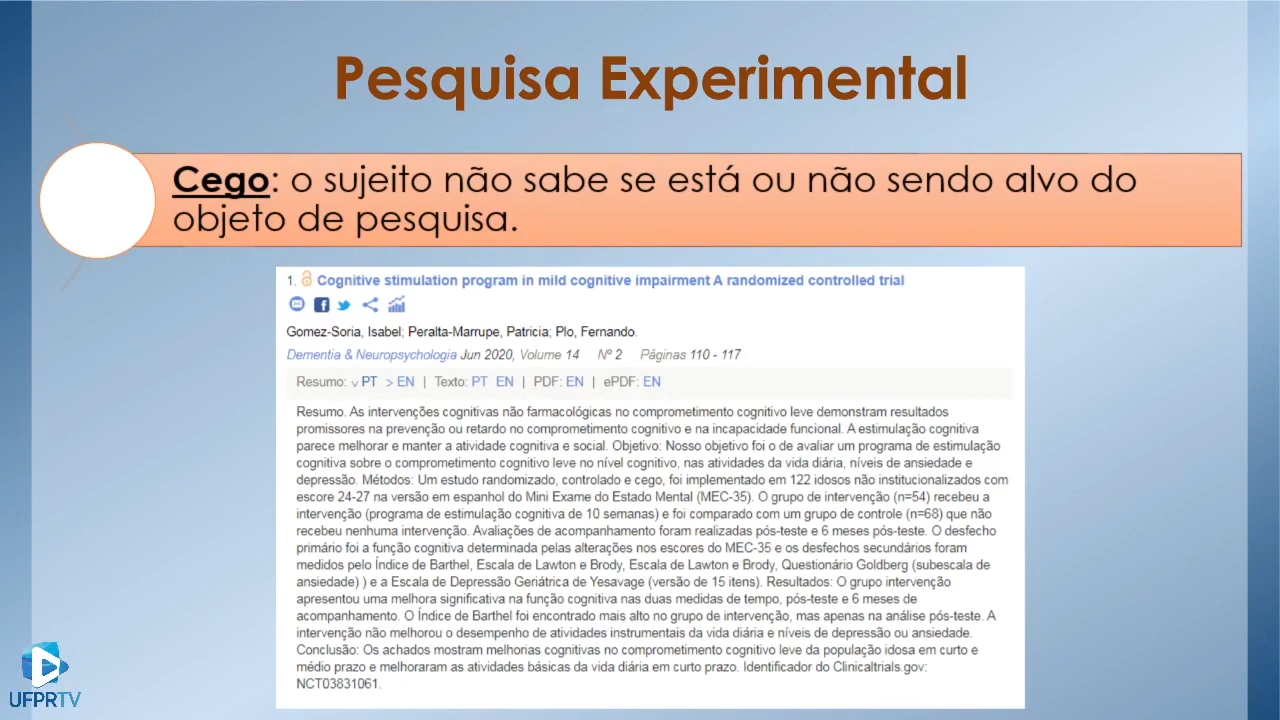 Pesquisa Experimental
Cego: o sujeito não sabe se está ou não sendo alvo do
objeto de pesquisa.
1. Cognitive stimulation program in mild cognitive impairment A randomized controlled trial
Gomez-Soria, Isabel; Peralta-Marrupe, Patricia; Plo, Fernando.
Dementia & Neuropsychologia Jun 2020, Volume 14 Nº 2 Páginas 110 - 117
Resumo: v PT > EN | Texto: PT EN | PDF: EN | ePDF: EN
Resumo. As intervenções cognitivas não farmacológicas no comprometimento cognitivo leve demonstram resultados
promissores na prevenção ou retardo no comprometimento cognitivo e na incapacidade funcional. A estimulação cognitiva
parece melhorar e manter a atividade cognitiva e social. Objetivo: Nosso objetivo foi o de avaliar um programa de estimulação
cognitiva sobre o comprometimento cognitivo leve no nível cognitivo, nas atividades da vida diária, níveis de ansiedade e
depressão. Métodos: Um estudo randomizado, controlado e cego, foi implementado em 122 idosos não institucionalizados com
escore 24-27 na versão em espanhol do Mini Exame do Estado Mental (MEC-35). O grupo de intervenção (n=54) recebeu a
intervenção (programa de estimulação cognitiva de 10 semanas) e foi comparado com um grupo de controle (n=68) que não
recebeu nenhuma intervenção. Avaliações de acompanhamento foram realizadas pós-teste e 6 meses pós-teste. O desfecho
primário foi a função cognitiva determinada pelas alterações nos escores do MEC-35 e os desfechos secundários foram
medidos pelo Índice de Barthel, Escala de Lawton e Brody, Escala de Lawton e Brody, Questionário Goldberg (subescala de
ansiedade) ) e a Escala de Depressão Geriátrica de Yesavage (versão de 15 itens). Resultados: O grupo intervenção
apresentou uma melhora significativa na função cognitiva nas duas medidas de tempo, pós-teste e 6 meses de
acompanhamento. O Índice de Barthel foi encontrado mais alto no grupo de intervenção, mas apenas na análise pós-teste. A
intervenção não melhorou o desempenho de atividades instrumentais da vida diária e níveis de depressão ou ansiedade.
Conclusão: Os achados mostram melhorias cognitivas no comprometimento cognitivo leve da população idosa em curto e
médio prazo e melhoraram as atividades básicas da vida diária em curto prazo. Identificador do Clinicaltrials.gov:
NCT03831061.
UFPRTV